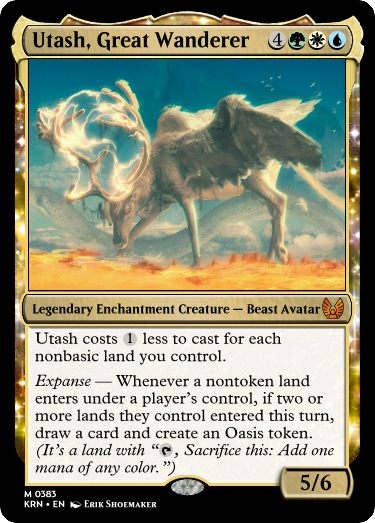 Utash, Great Wanderer 4
Legendary Enchantment Creature — Beast Avatar
Utash costs 1 less to cast for each
nonbasic land you control.
Expanse — Whenever a nontoken land
enters under a player's control, if two or
more lands they control entered this turn,
draw a card and create an Oasis token.
(It's a land with “, Sacrifice this: Add one
mana of any color.”)
5/6
M 0383
KRN • EN Erik Shoemaker